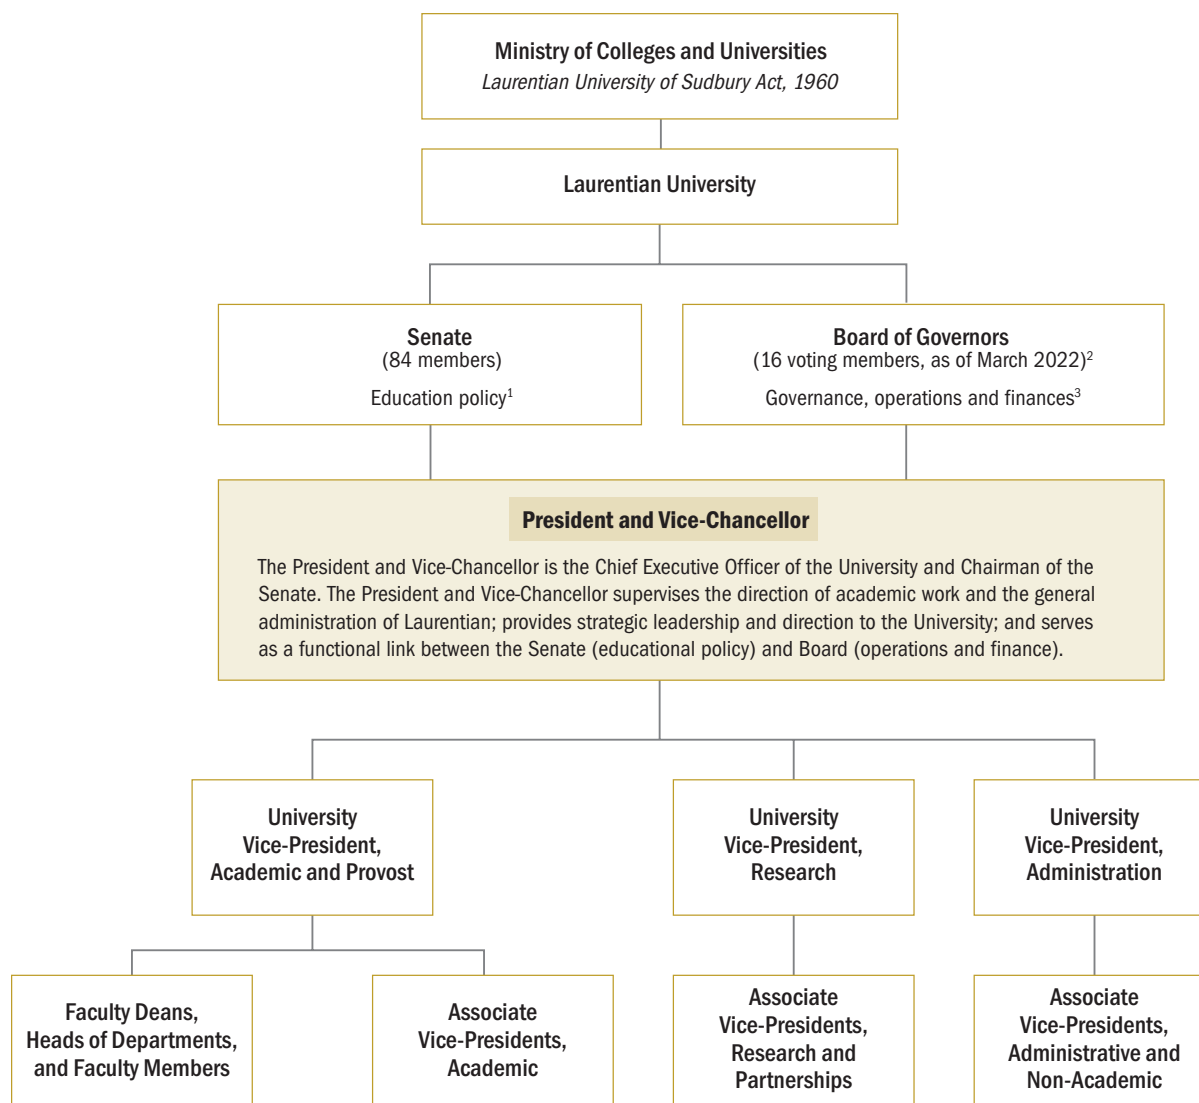 Ministry of Colleges and Universities
Laurentian University of Sudbury Act, 1960
Laurentian University
Senate
(84 members)
Education policy¹
Board of Governors
(16 voting members, as of March 2022)²
Governance, operations and finances³
President and Vice-Chancellor
The President and Vice-Chancellor is the Chief Executive Officer of the University and Chairman of the
Senate. The President and Vice-Chancellor supervises the direction of academic work and the general
administration of Laurentian; provides strategic leadership and direction to the University; and serves
as a functional link between the Senate (educational policy) and Board (operations and finance).
University
Vice-President,
Academic and Provost
University
Vice-President,
Research
University
Vice-President,
Administration
Faculty Deans,
Heads of Departments,
and Faculty Members
Associate
Vice-Presidents,
Academic
Associate
Vice-Presidents,
Research and
Partnerships
Associate
Vice-Presidents,
Administrative and
Non-Academic